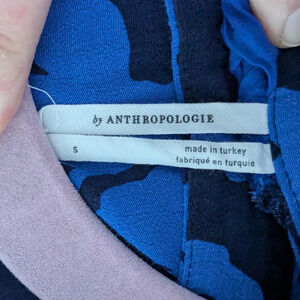 by ANTHROPOLOGIE
S made in turkey
fabriqué en turquie